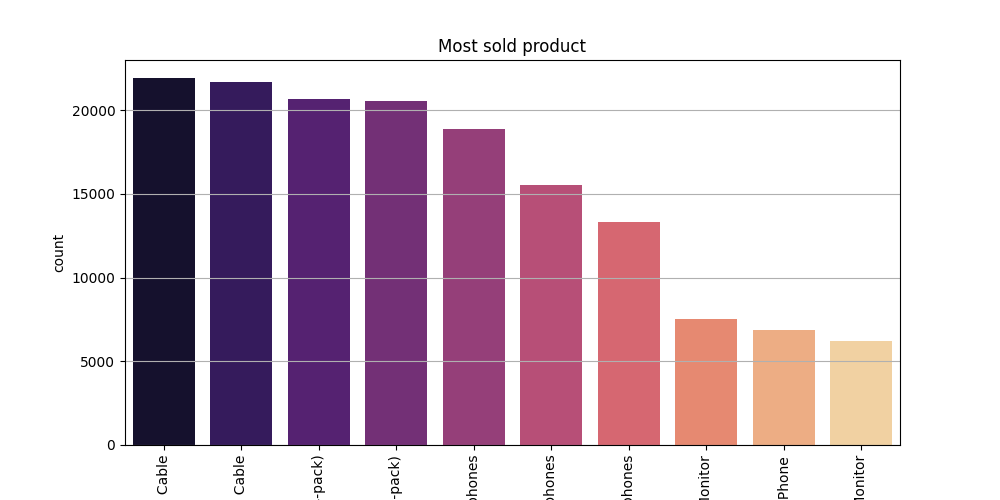 Most sold product
count
20000
15000
10000
5000
0
Cable
Cable
-pack)
-pack)
phones
phones
phones
Monitor
Phone
Monitor